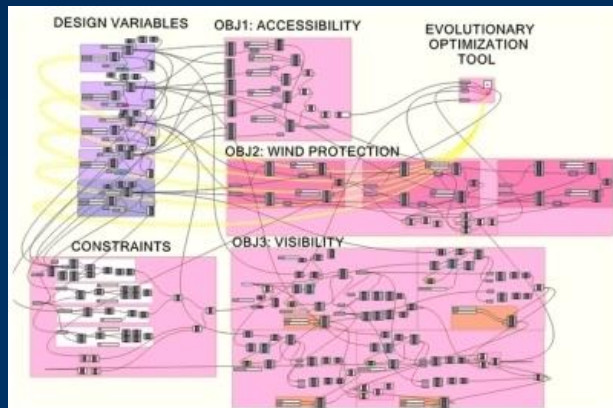 DESIGN VARIABLES
OBJ1: ACCESSIBILITY
EVOLUTIONARY
OPTIMIZATION
TOOL
OBJ2: WIND PROTECTION
CONSTRAINTS
OBJ3: VISIBILITY